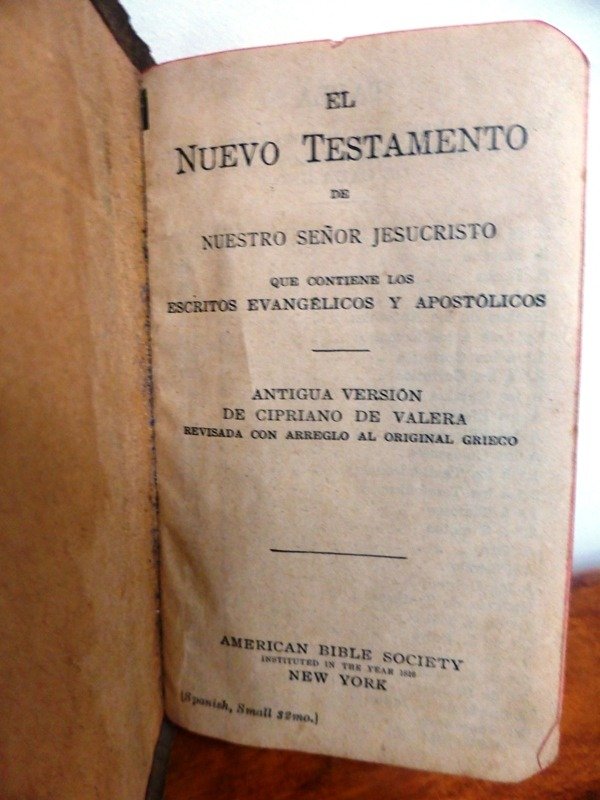 EL
NUEVO TESTAMENTO
DE
NUESTRO SEÑOR JESUCRISTO
QUE CONTIENE LOS
ESCRITOS EVANGÉLICOS Y APOSTÓLICOS
ANTIGUA VERSIÓN
DE CIPRIANO DE VALERA
REVISADA CON ARREGLO AL ORIGINAL GRIEGO
AMERICAN BIBLE SOCIETY
INSTITUTED IN THE YEAR 1816
NEW YORK
[Spanish, Small 32mo.]